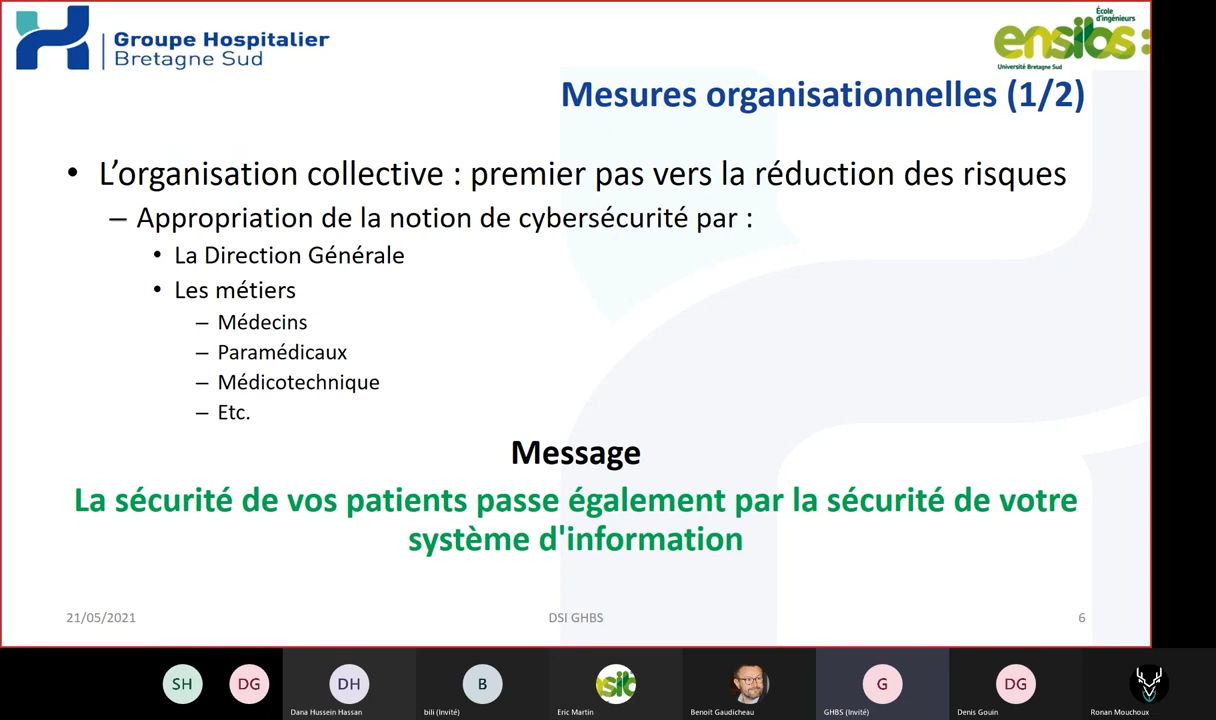 Groupe Hospitalier
Bretagne Sud
École
d'ingénieurs
ensibs:
Université Bretagne Sud
Mesures organisationnelles (1/2)
• L'organisation collective : premier pas vers la réduction des risques
– Appropriation de la notion de cybersécurité par :
• La Direction Générale
• Les métiers
– Médecins
– Paramédicaux
– Médicotechnique
– Etc.
Message
La sécurité de vos patients passe également par la sécurité de votre
système d'information
21/05/2021 DSI GHBS 6
SH DG DH B sib G DG
Dana Hussein Hassan bili (Invité) Eric Martin Benoit Gaudicheau GHBS (Invité) Denis Gouin Ronan Mouchoux